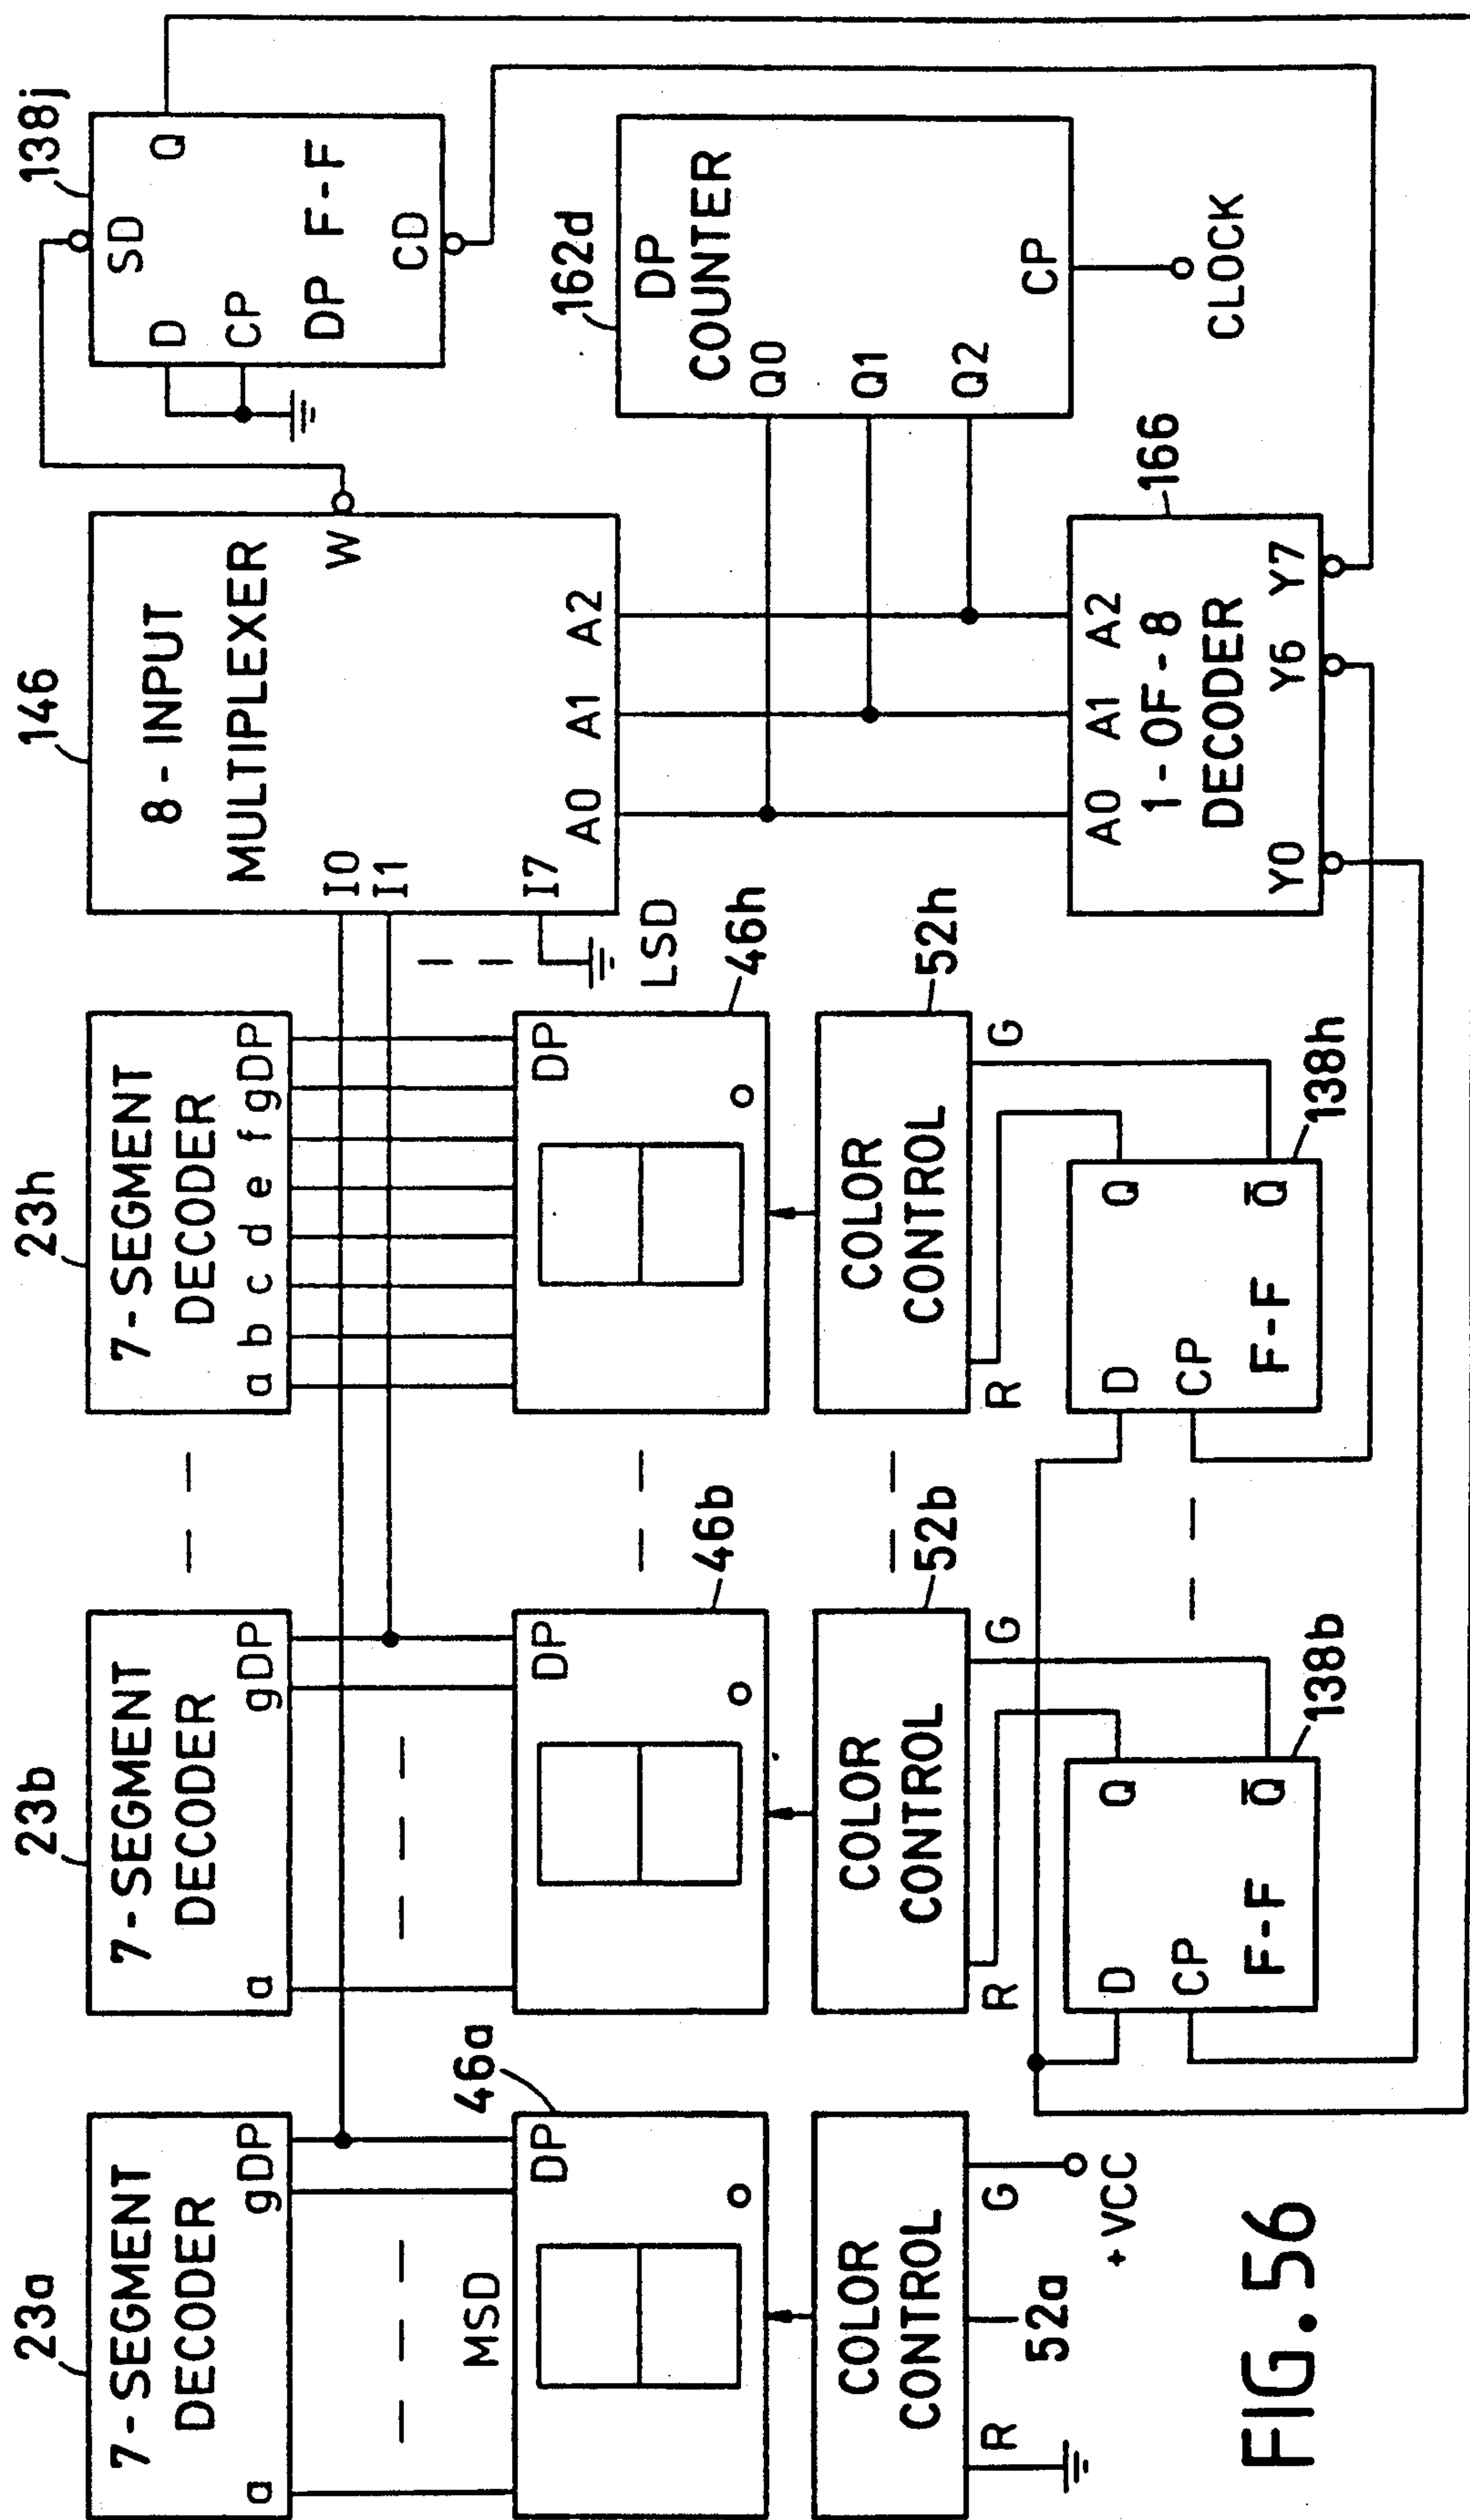 23a
7-SEGMENT
DECODER
a
gDP
23b
7-SEGMENT
DECODER
a
gDP
23h
7-SEGMENT
DECODER
a b c d e f gDP
146
8-INPUT
MULTIPLEXER
I0
I1
I7
W
A0 A1 A2
138j
SD
D
Q
CP
DP F-F
CD
MSD
46a
DP
46b
DP
LSD
46h
DP
162d
DP
COUNTER
Q0
Q1
Q2
CP
CLOCK
COLOR
CONTROL
R
52a
G
+VCC
COLOR
CONTROL
52b
R
G
COLOR
CONTROL
52h
R
G
166
A0 A1 A2
1-OF-8
DECODER
Y0
Y6
Y7
D
Q
CP
F-F
Q̅
138b
D
Q
CP
F-F
Q̅
138h
FIG. 56